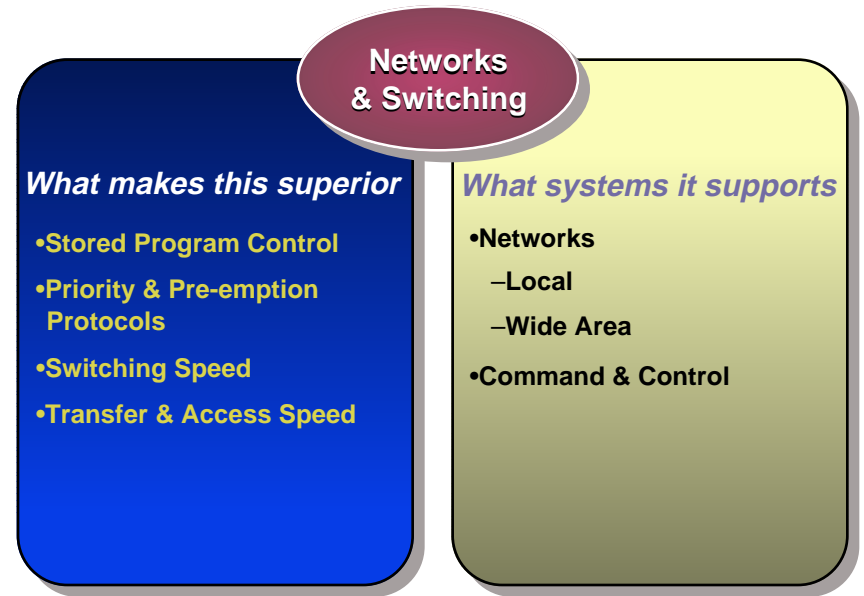 Networks
& Switching
What makes this superior
•Stored Program Control
•Priority & Pre-emption
Protocols
•Switching Speed
•Transfer & Access Speed
What systems it supports
•Networks
–Local
–Wide Area
•Command & Control